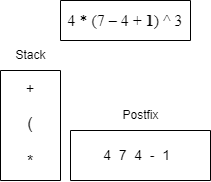 4 * (7 – 4 + 1) ^ 3
Stack
+
(
*
Postfix
4 7 4 - 1